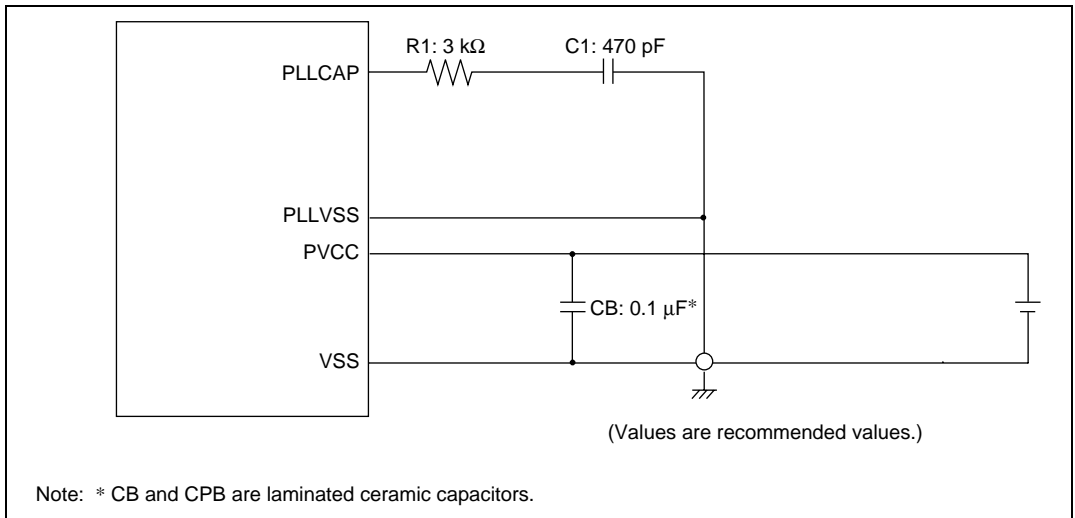 R1: 3 kΩ
C1: 470 pF
PLLCAP
PLLVSS
PVCC
CB: 0.1 μF*
VSS
(Values are recommended values.)
Note: * CB and CPB are laminated ceramic capacitors.